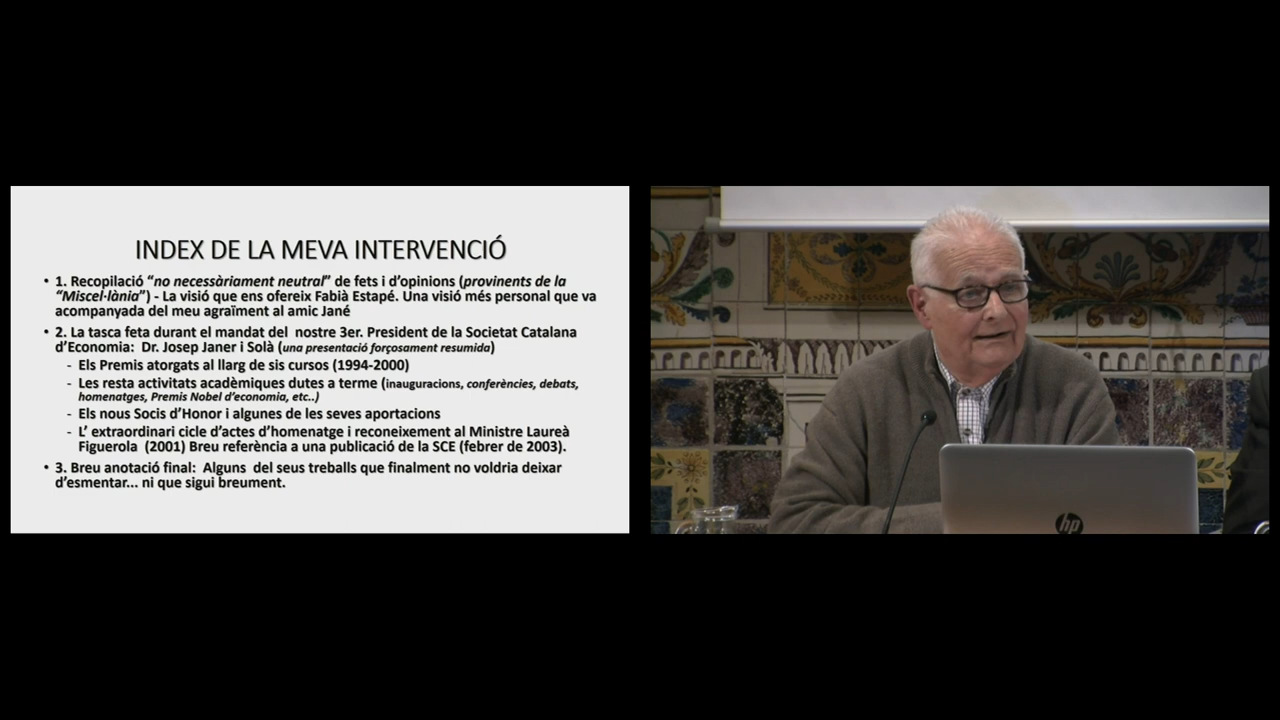 INDEX DE LA MEVA INTERVENCIÓ
• 1. Recopilació “no necessàriament neutral” de fets i d’opinions (provinents de la
“Miscel·lània”) - La visió que ens ofereix Fabià Estapé. Una visió més personal que va
acompanyada del meu agraïment al amic Jané
• 2. La tasca feta durant el mandat del nostre 3er. President de la Societat Catalana
d’Economia: Dr. Josep Janer i Solà (una presentació forçosament resumida)
- Els Premis atorgats al llarg de sis cursos (1994-2000)
- Les resta activitats acadèmiques dutes a terme (inauguracions, conferències, debats,
homenatges, Premis Nobel d’economia, etc..)
- Els nous Socis d’Honor i algunes de les seves aportacions
- L’ extraordinari cicle d’actes d’homenatge i reconeixement al Ministre Laureà
Figuerola (2001) Breu referència a una publicació de la SCE (febrer de 2003).
• 3. Breu anotació final: Alguns del seus treballs que finalment no voldria deixar
d’esmentar... ni que sigui breument.
hp